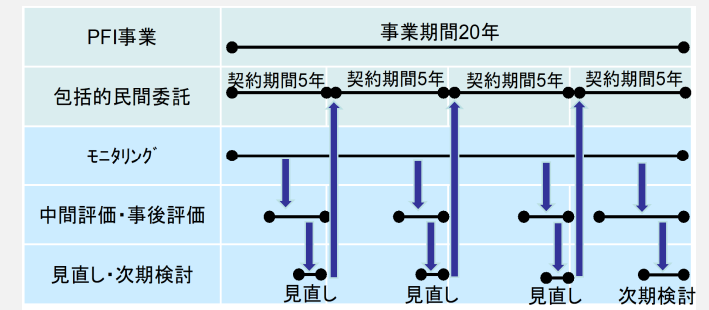 PFI事業
事業期間20年
包括的民間委託
契約期間5年 契約期間5年 契約期間5年 契約期間5年
ﾓﾆﾀﾘﾝｸﾞ
中間評価・事後評価
見直し・次期検討
見直し 見直し 見直し 次期検討